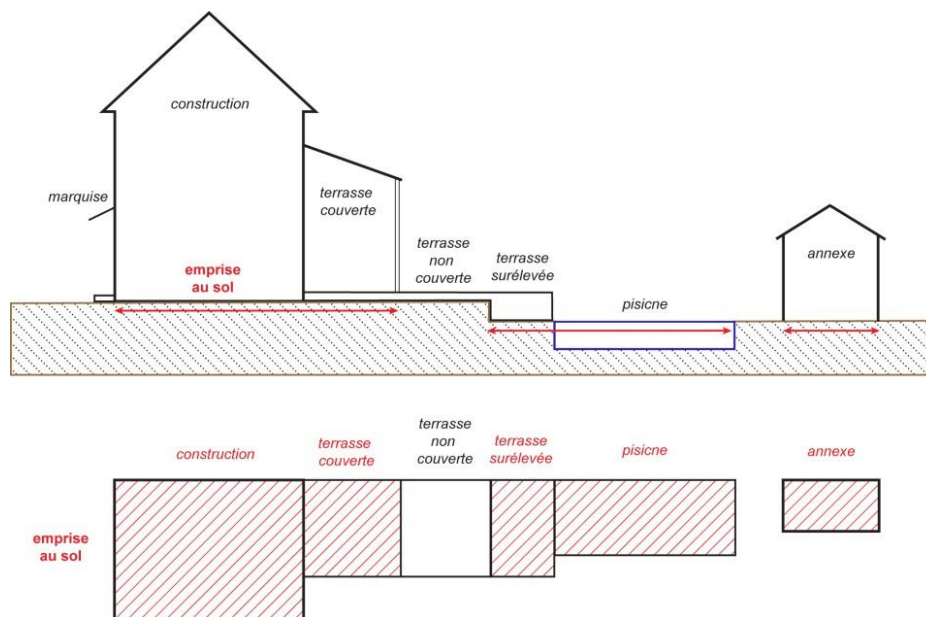 construction
marquise
terrasse
couverte
terrasse
non
couverte
terrasse
surélevée
annexe
emprise
au sol
pisicne
construction
terrasse
couverte
terrasse
non
couverte
terrasse
surélevée
pisicne
annexe
emprise
au sol